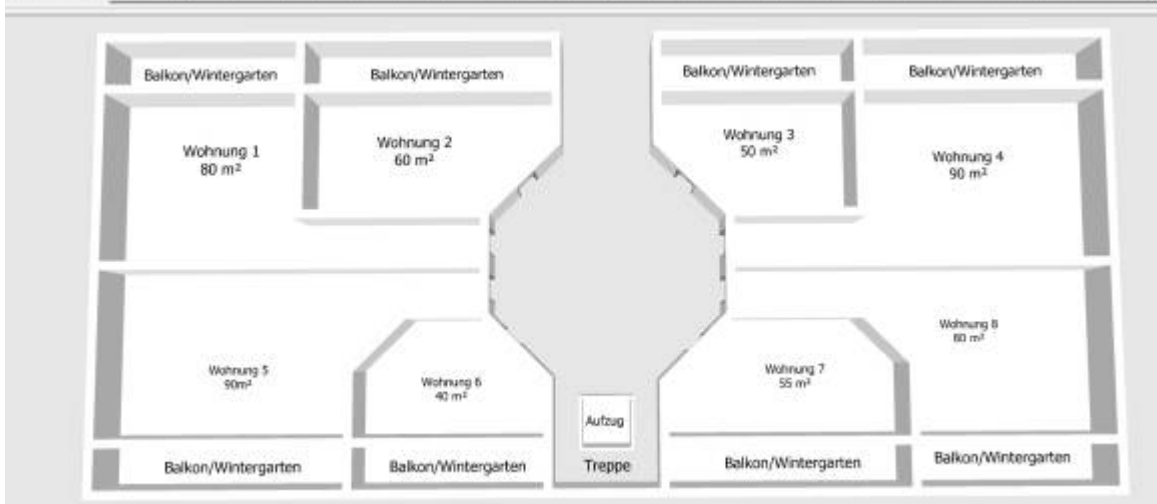 Balkon/Wintergarten
Balkon/Wintergarten
Balkon/Wintergarten
Balkon/Wintergarten
Wohnung 1
80 m²
Wohnung 2
60 m²
Wohnung 3
50 m²
Wohnung 4
90 m²
Wohnung 5
90m²
Wohnung 6
40 m²
Wohnung 7
55 m²
Wohnung 8
80 m²
Aufzug
Treppe
Balkon/Wintergarten
Balkon/Wintergarten
Balkon/Wintergarten
Balkon/Wintergarten